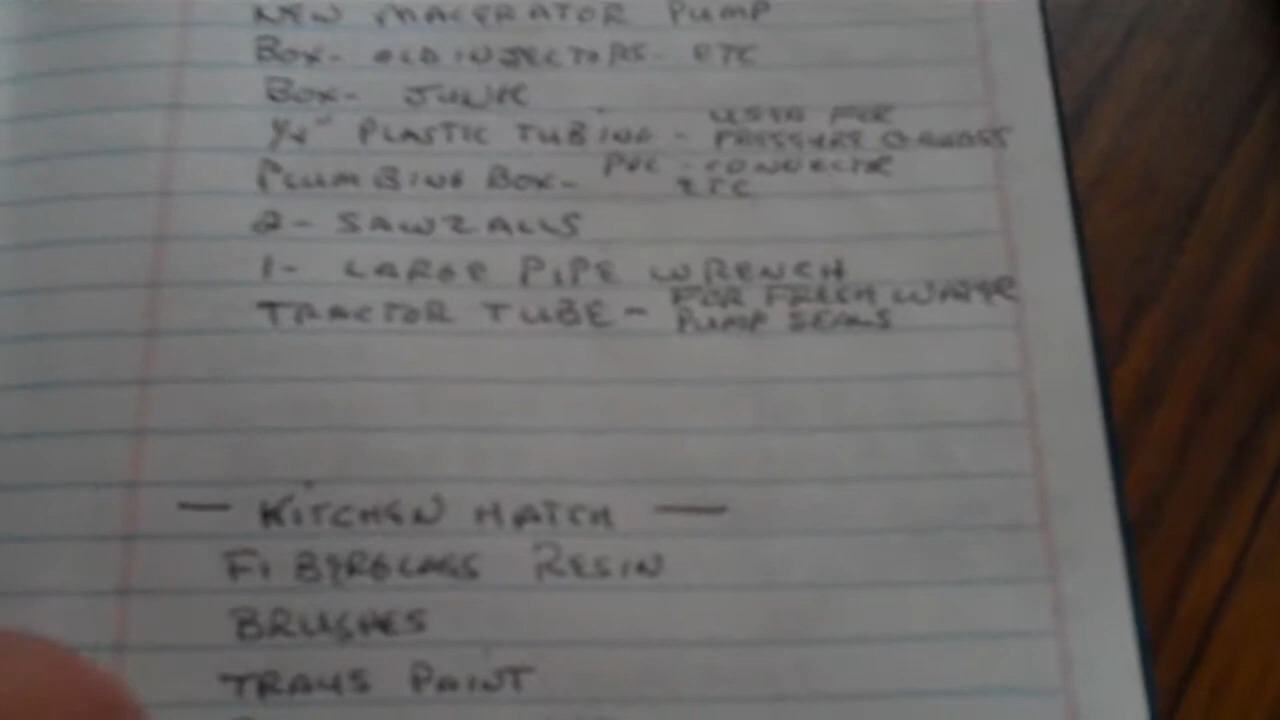 NEW MACERATOR PUMP
BOX- OLD INJECTORS- ETC
BOX- JUNK
1/4" PLASTIC TUBING - USED FOR PRESSURE GAUGES
PLUMBING BOX- PVC - CONNECTR ETC
2- SAWZALLS
1- LARGE PIPE WRENCH
TRACTOR TUBE - FOR FRESH WATER PUMP SEALS
— KITCHEN HATCH —
FIBERGLASS RESIN
BRUSHES
TRAYS PAINT